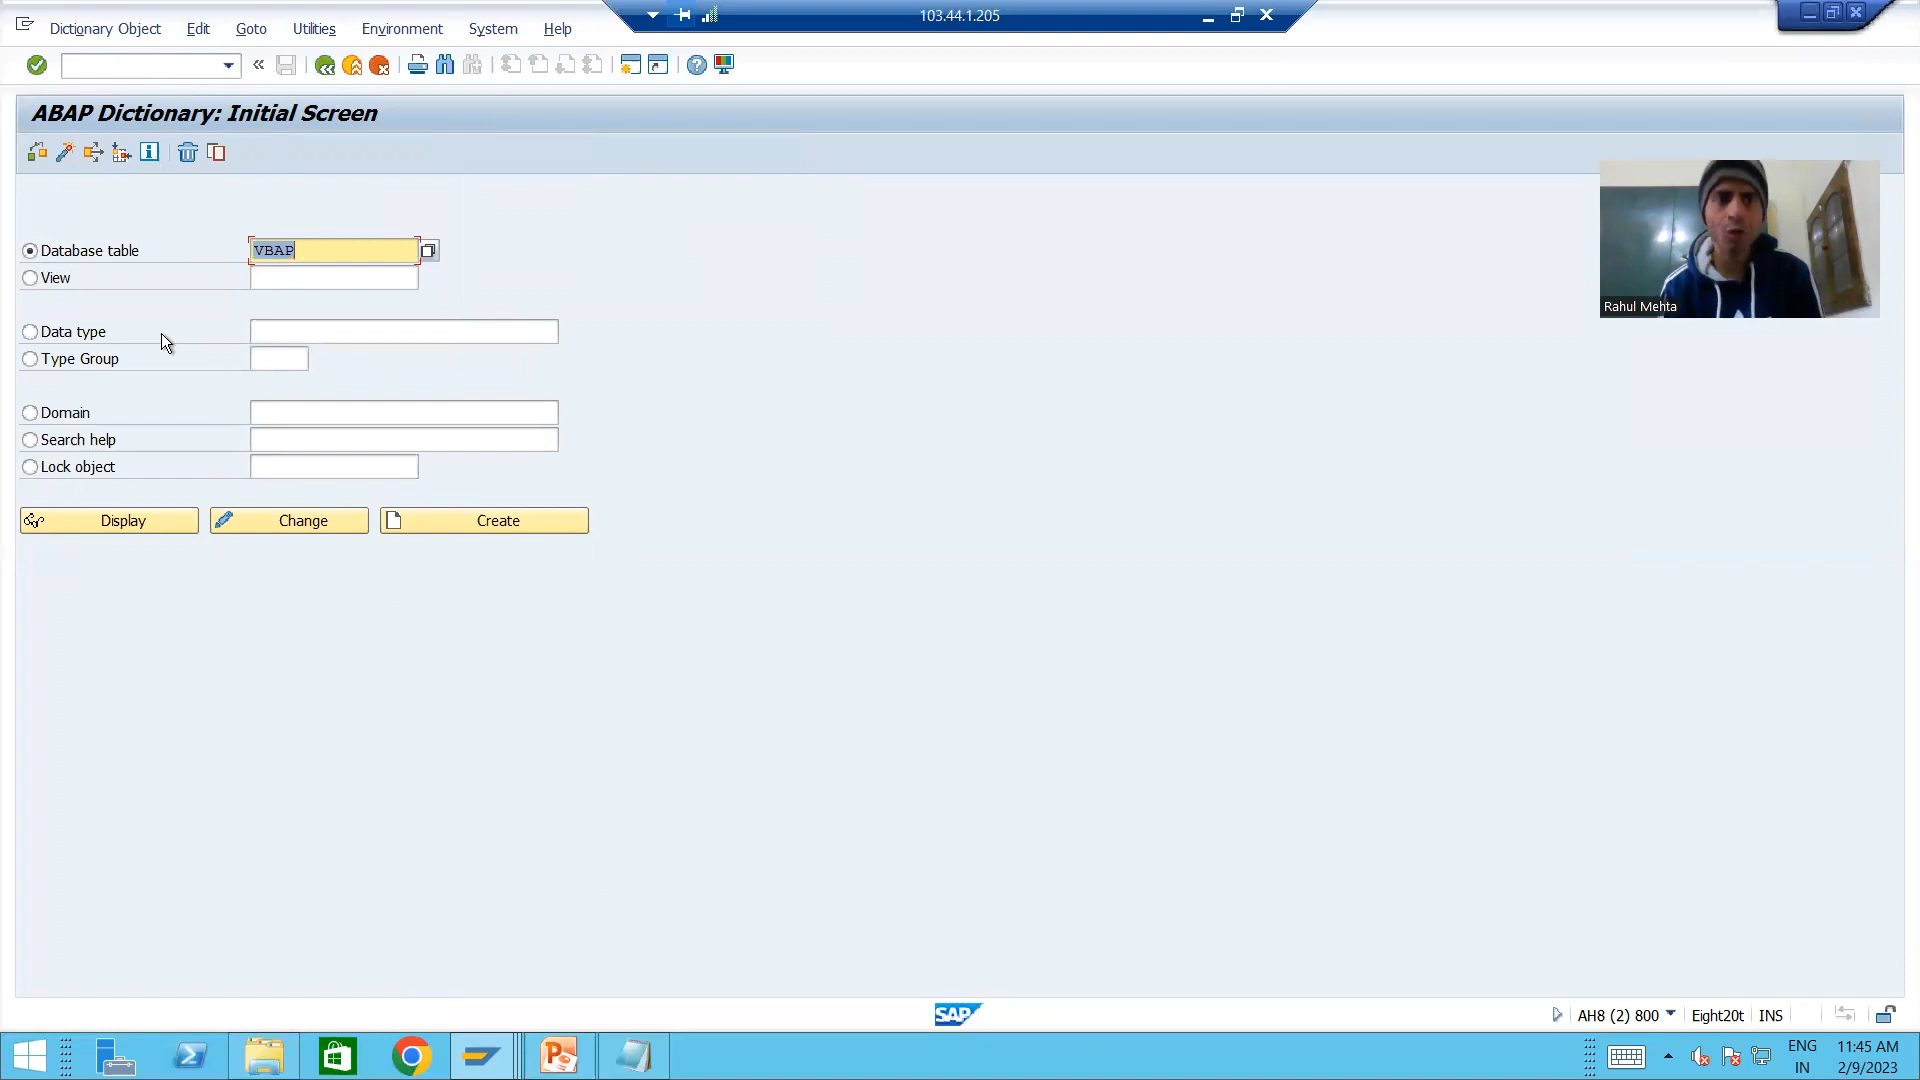 103.44.1.205
Dictionary Object Edit Goto Utilities Environment System Help
ABAP Dictionary: Initial Screen
Database table VBAP
View
Data type
Type Group
Domain
Search help
Lock object
Display Change Create
Rahul Mehta
SAP
AH8 (2) 800 Eight20t INS
ENG 11:45 AM
IN 2/9/2023